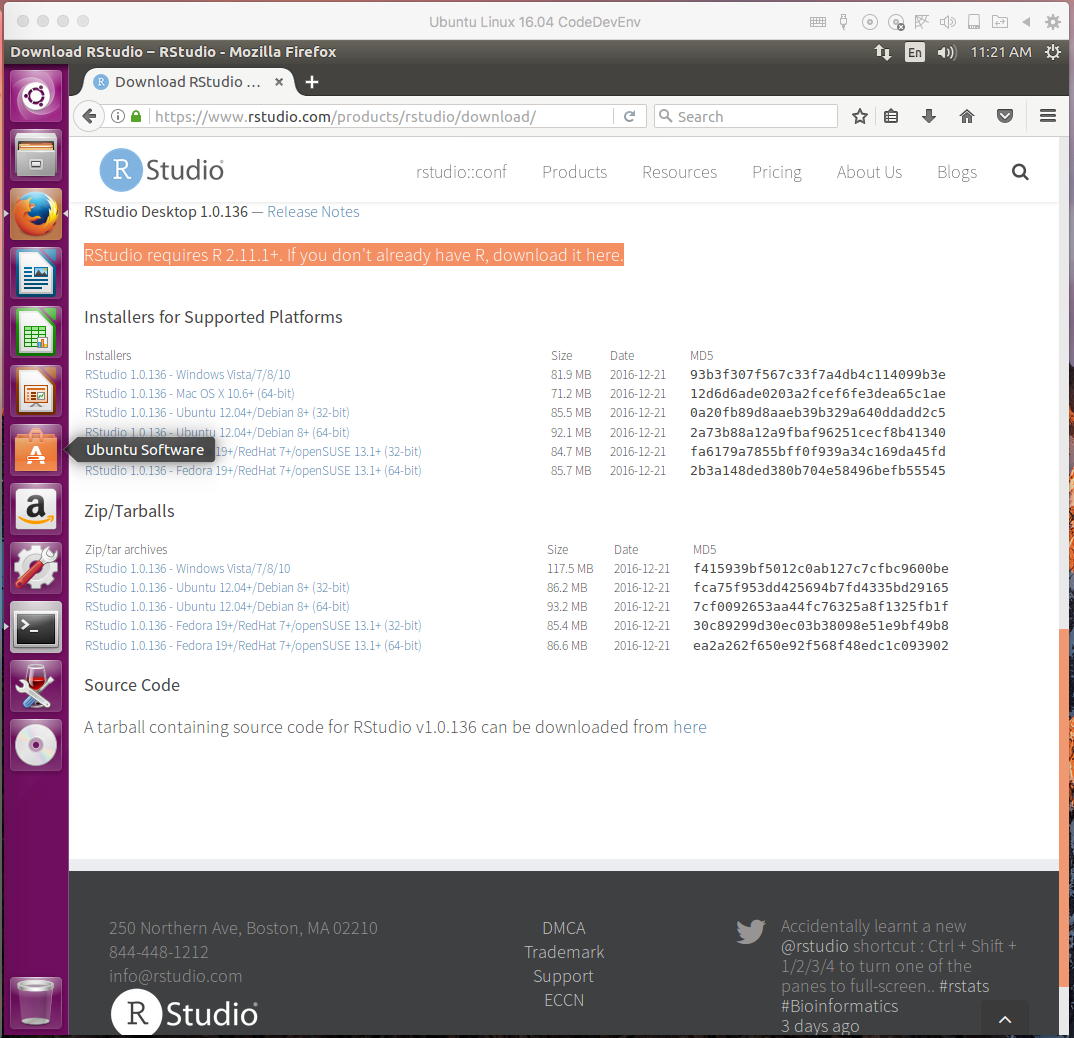 Ubuntu Linux 16.04 CodeDevEnv
Download RStudio – RStudio - Mozilla Firefox
En
11:21 AM
R Download RStudio ...
https://www.rstudio.com/products/rstudio/download/
Search
R Studio®
rstudio::conf Products Resources Pricing About Us Blogs
RStudio Desktop 1.0.136 — Release Notes
RStudio requires R 2.11.1+. If you don't already have R, download it here.
Installers for Supported Platforms
Installers Size Date MD5
RStudio 1.0.136 - Windows Vista/7/8/10 81.9 MB 2016-12-21 93b3f307f567c33f7a4db4c114099b3e
RStudio 1.0.136 - Mac OS X 10.6+ (64-bit) 71.2 MB 2016-12-21 12d6d6ade0203a2fcef6fe3dea65c1ae
RStudio 1.0.136 - Ubuntu 12.04+/Debian 8+ (32-bit) 85.5 MB 2016-12-21 0a20fb89d8aaeb39b329a640ddadd2c5
RStudio 1.0.136 - Ubuntu 12.04+/Debian 8+ (64-bit) 92.1 MB 2016-12-21 2a73b88a12a9fbaf96251cecf8b41340
Ubuntu Software
19+/RedHat 7+/openSUSE 13.1+ (32-bit) 84.7 MB 2016-12-21 fa6179a7855bff0f939a34c169da45fd
RStudio 1.0.136 - Fedora 19+/RedHat 7+/openSUSE 13.1+ (64-bit) 85.7 MB 2016-12-21 2b3a148ded380b704e58496befb55545
Zip/Tarballs
Zip/tar archives Size Date MD5
RStudio 1.0.136 - Windows Vista/7/8/10 117.5 MB 2016-12-21 f415939bf5012c0ab127c7cfbc9600be
RStudio 1.0.136 - Ubuntu 12.04+/Debian 8+ (32-bit) 86.2 MB 2016-12-21 fca75f953dd425694b7fd4335bd29165
RStudio 1.0.136 - Ubuntu 12.04+/Debian 8+ (64-bit) 93.2 MB 2016-12-21 7cf0092653aa44fc76325a8f1325fb1f
RStudio 1.0.136 - Fedora 19+/RedHat 7+/openSUSE 13.1+ (32-bit) 85.4 MB 2016-12-21 30c89299d30ec03b38098e51e9bf49b8
RStudio 1.0.136 - Fedora 19+/RedHat 7+/openSUSE 13.1+ (64-bit) 86.6 MB 2016-12-21 ea2a262f650e92f568f48edc1c093902
Source Code
A tarball containing source code for RStudio v1.0.136 can be downloaded from here
250 Northern Ave, Boston, MA 02210
844-448-1212
info@rstudio.com
R Studio®
DMCA
Trademark
Support
ECCN
Accidentally learnt a new
@rstudio shortcut : Ctrl + Shift +
1/2/3/4 to turn one of the
panes to full-screen.. #rstats
#Bioinformatics
3 days ago